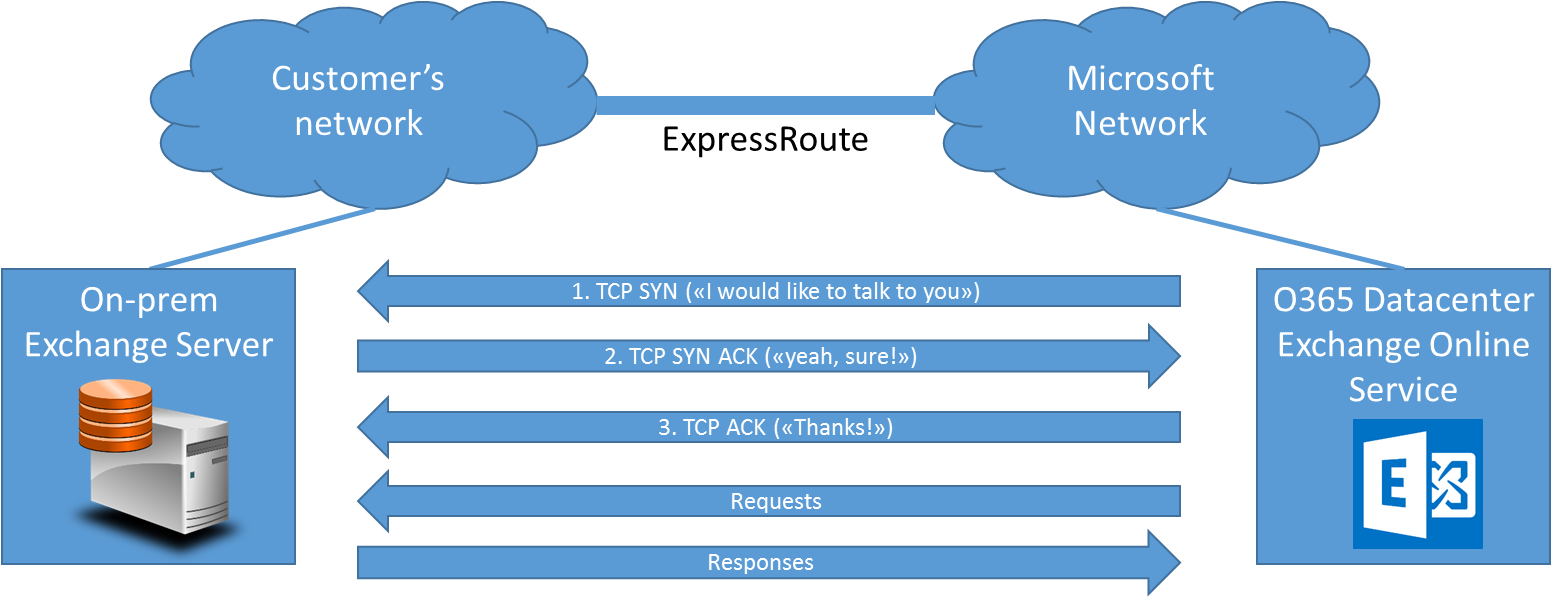 Customer’s
network
Microsoft
Network
ExpressRoute
On-prem
Exchange Server
1. TCP SYN («I would like to talk to you»)
2. TCP SYN ACK («yeah, sure!»)
3. TCP ACK («Thanks!»)
Requests
Responses
O365 Datacenter
Exchange Online
Service
E